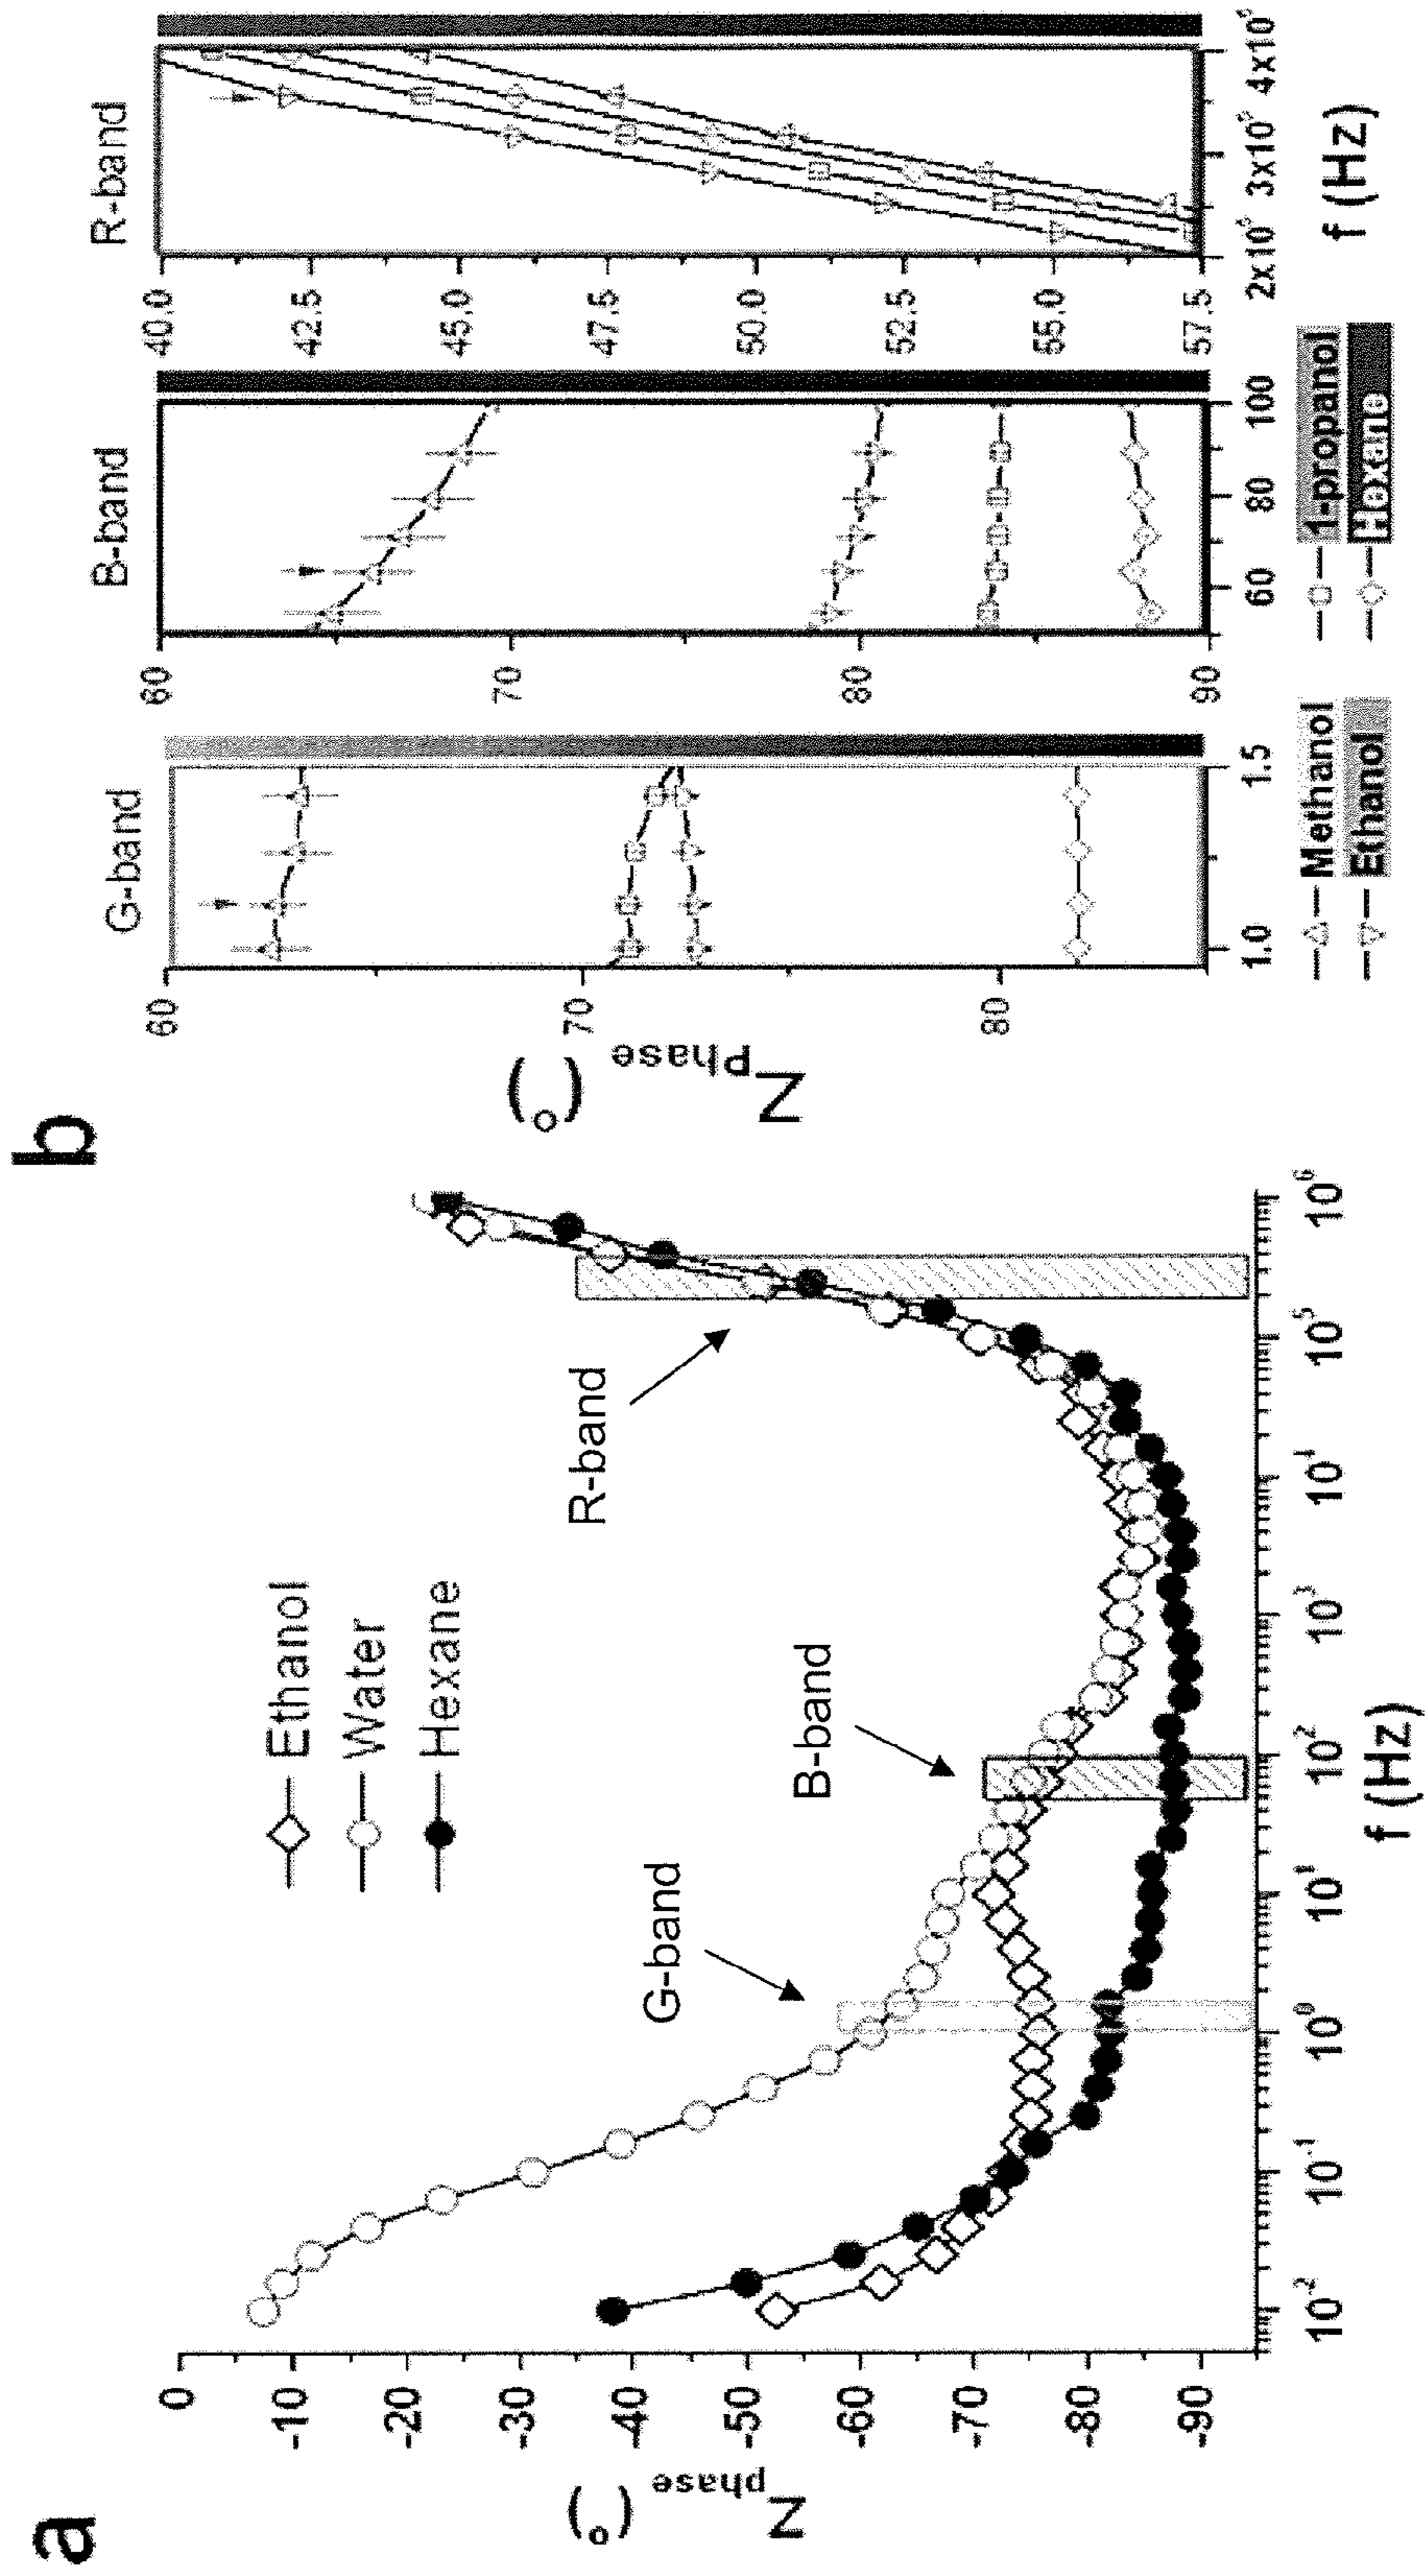 a
Z phase (°)
0
-10
-20
-30
-40
-50
-60
-70
-80
-90
Ethanol
Water
Hexane
G-band
B-band
R-band
10⁻²
10⁻¹
10⁰
10¹
10²
10³
10⁴
10⁵
10⁶
f (Hz)
b
Z Phase (°)
G-band
60
70
80
1.0
1.5
B-band
60
70
80
90
60
80
100
R-band
40.0
42.5
45.0
47.5
50.0
52.5
55.0
57.5
2x10⁵
3x10⁵
4x10⁵
f (Hz)
Methanol
1-propanol
Ethanol
Hexane